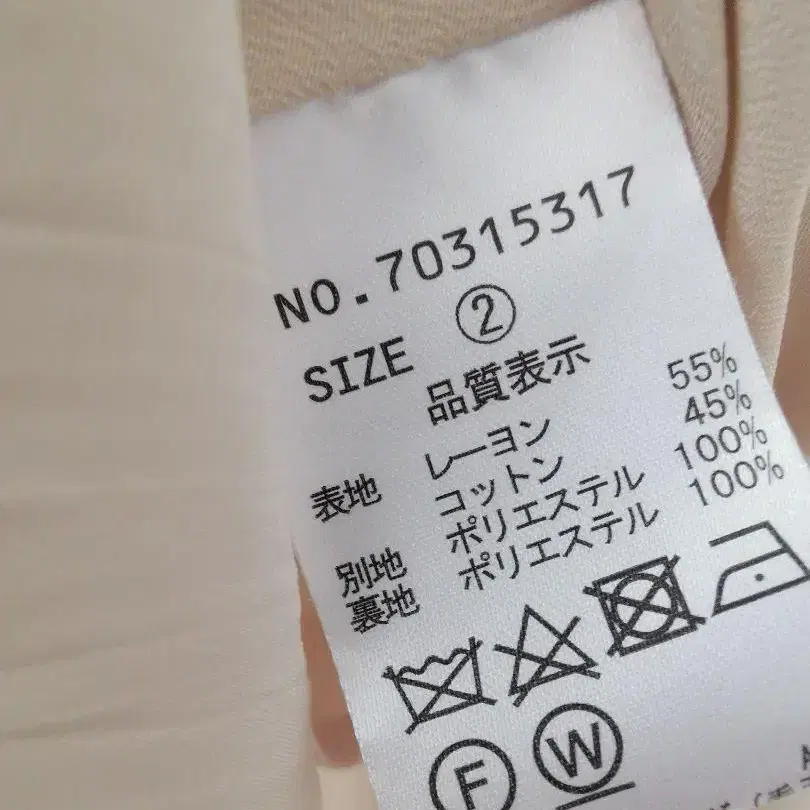 NO.70315317
SIZE ②
品質表示
表地 レーヨン 55%
コットン 45%
別地 ポリエステル 100%
裏地 ポリエステル 100%
F W